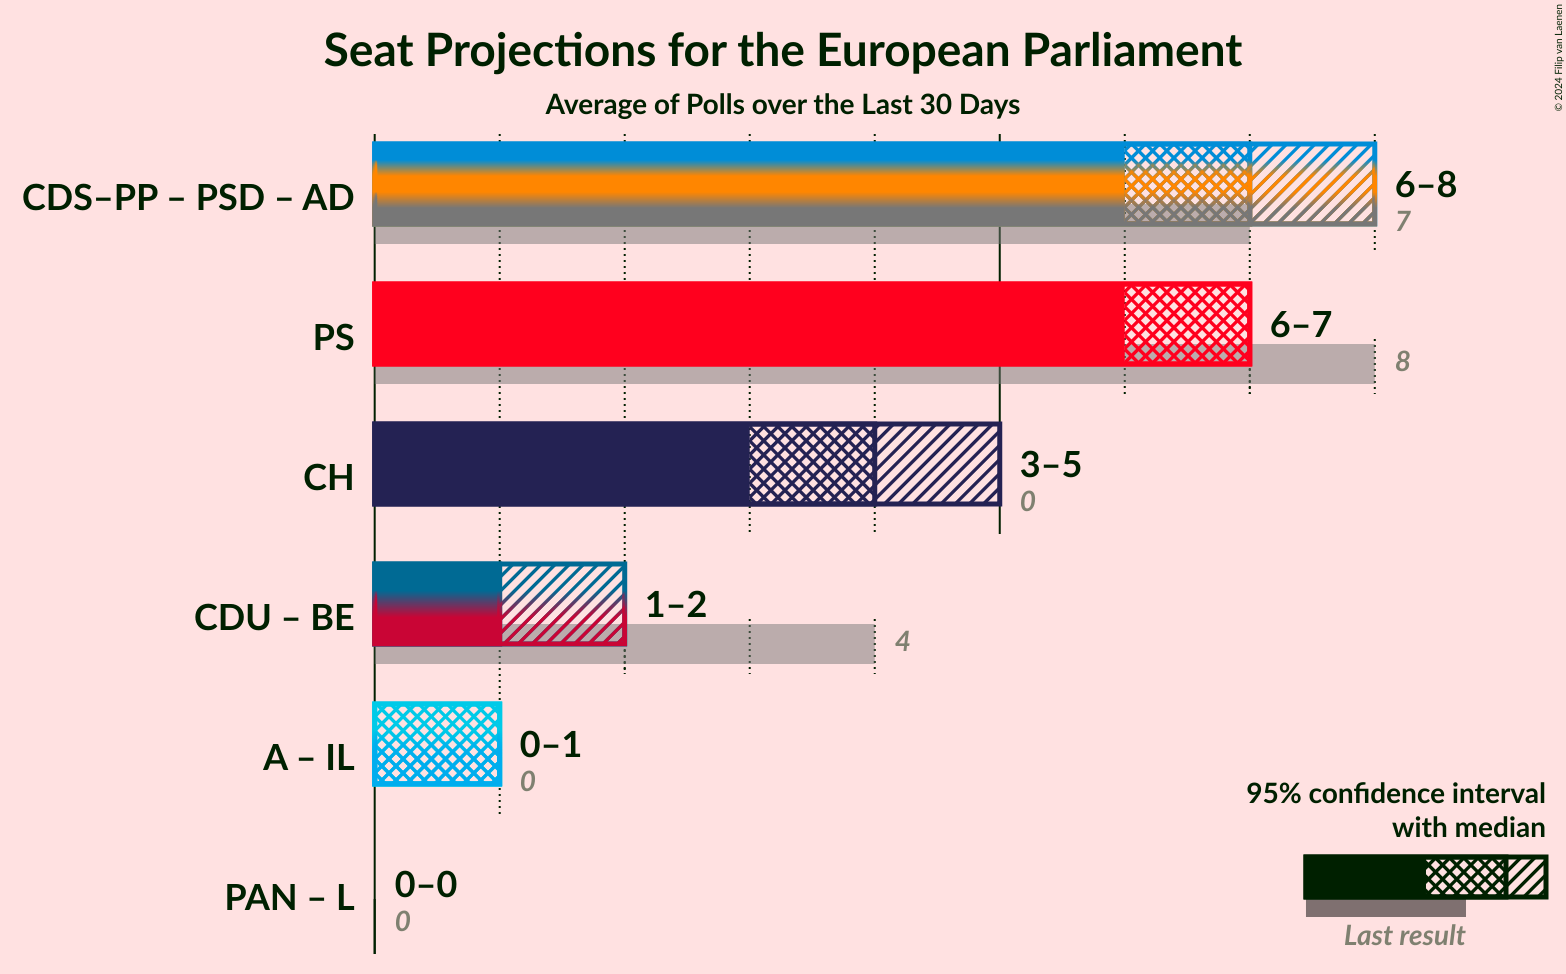 Seat Projections for the European Parliament
Average of Polls over the Last 30 Days
© 2024 Filip van Laenen
CDS–PP – PSD – AD
6–8
7
PS
6–7
8
CH
3–5
0
CDU – BE
1–2
4
A – IL
0–1
0
PAN – L
0–0
0
95% confidence interval
with median
Last result